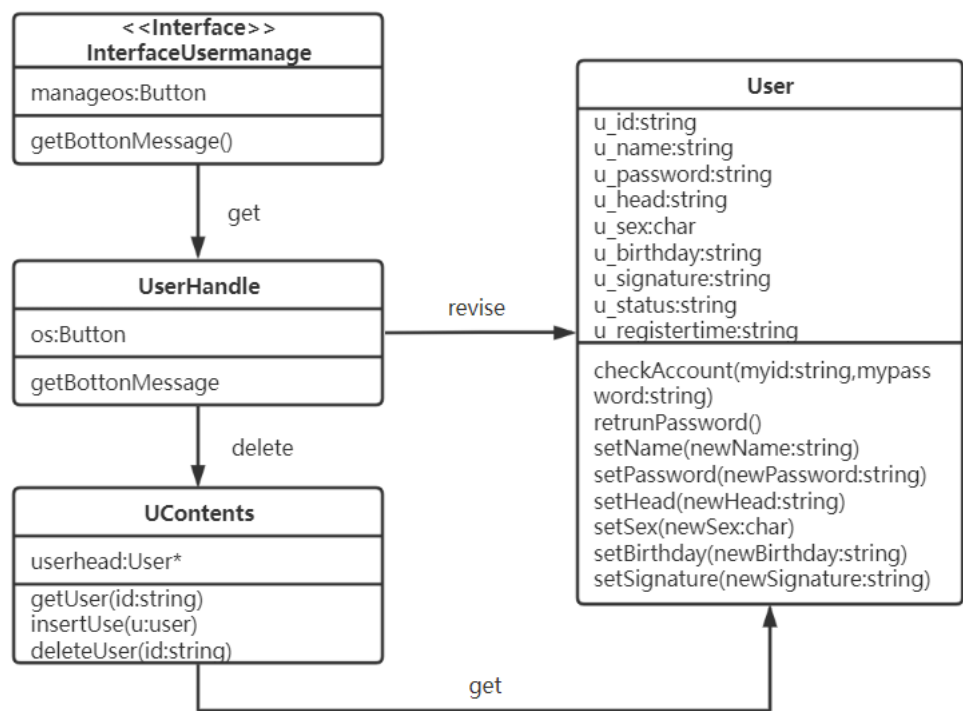 <<Interface>>
InterfaceUsermanage
manageos:Button
getBottonMessage()
get
UserHandle
os:Button
getBottonMessage
revise
delete
UContents
userhead:User*
getUser(id:string)
insertUse(u:user)
deleteUser(id:string)
get
User
u_id:string
u_name:string
u_password:string
u_head:string
u_sex:char
u_birthday:string
u_signature:string
u_status:string
u_registertime:string
checkAccount(myid:string,mypass
word:string)
retrunPassword()
setName(newName:string)
setPassword(newPassword:string)
setHead(newHead:string)
setSex(newSex:char)
setBirthday(newBirthday:string)
setSignature(newSignature:string)